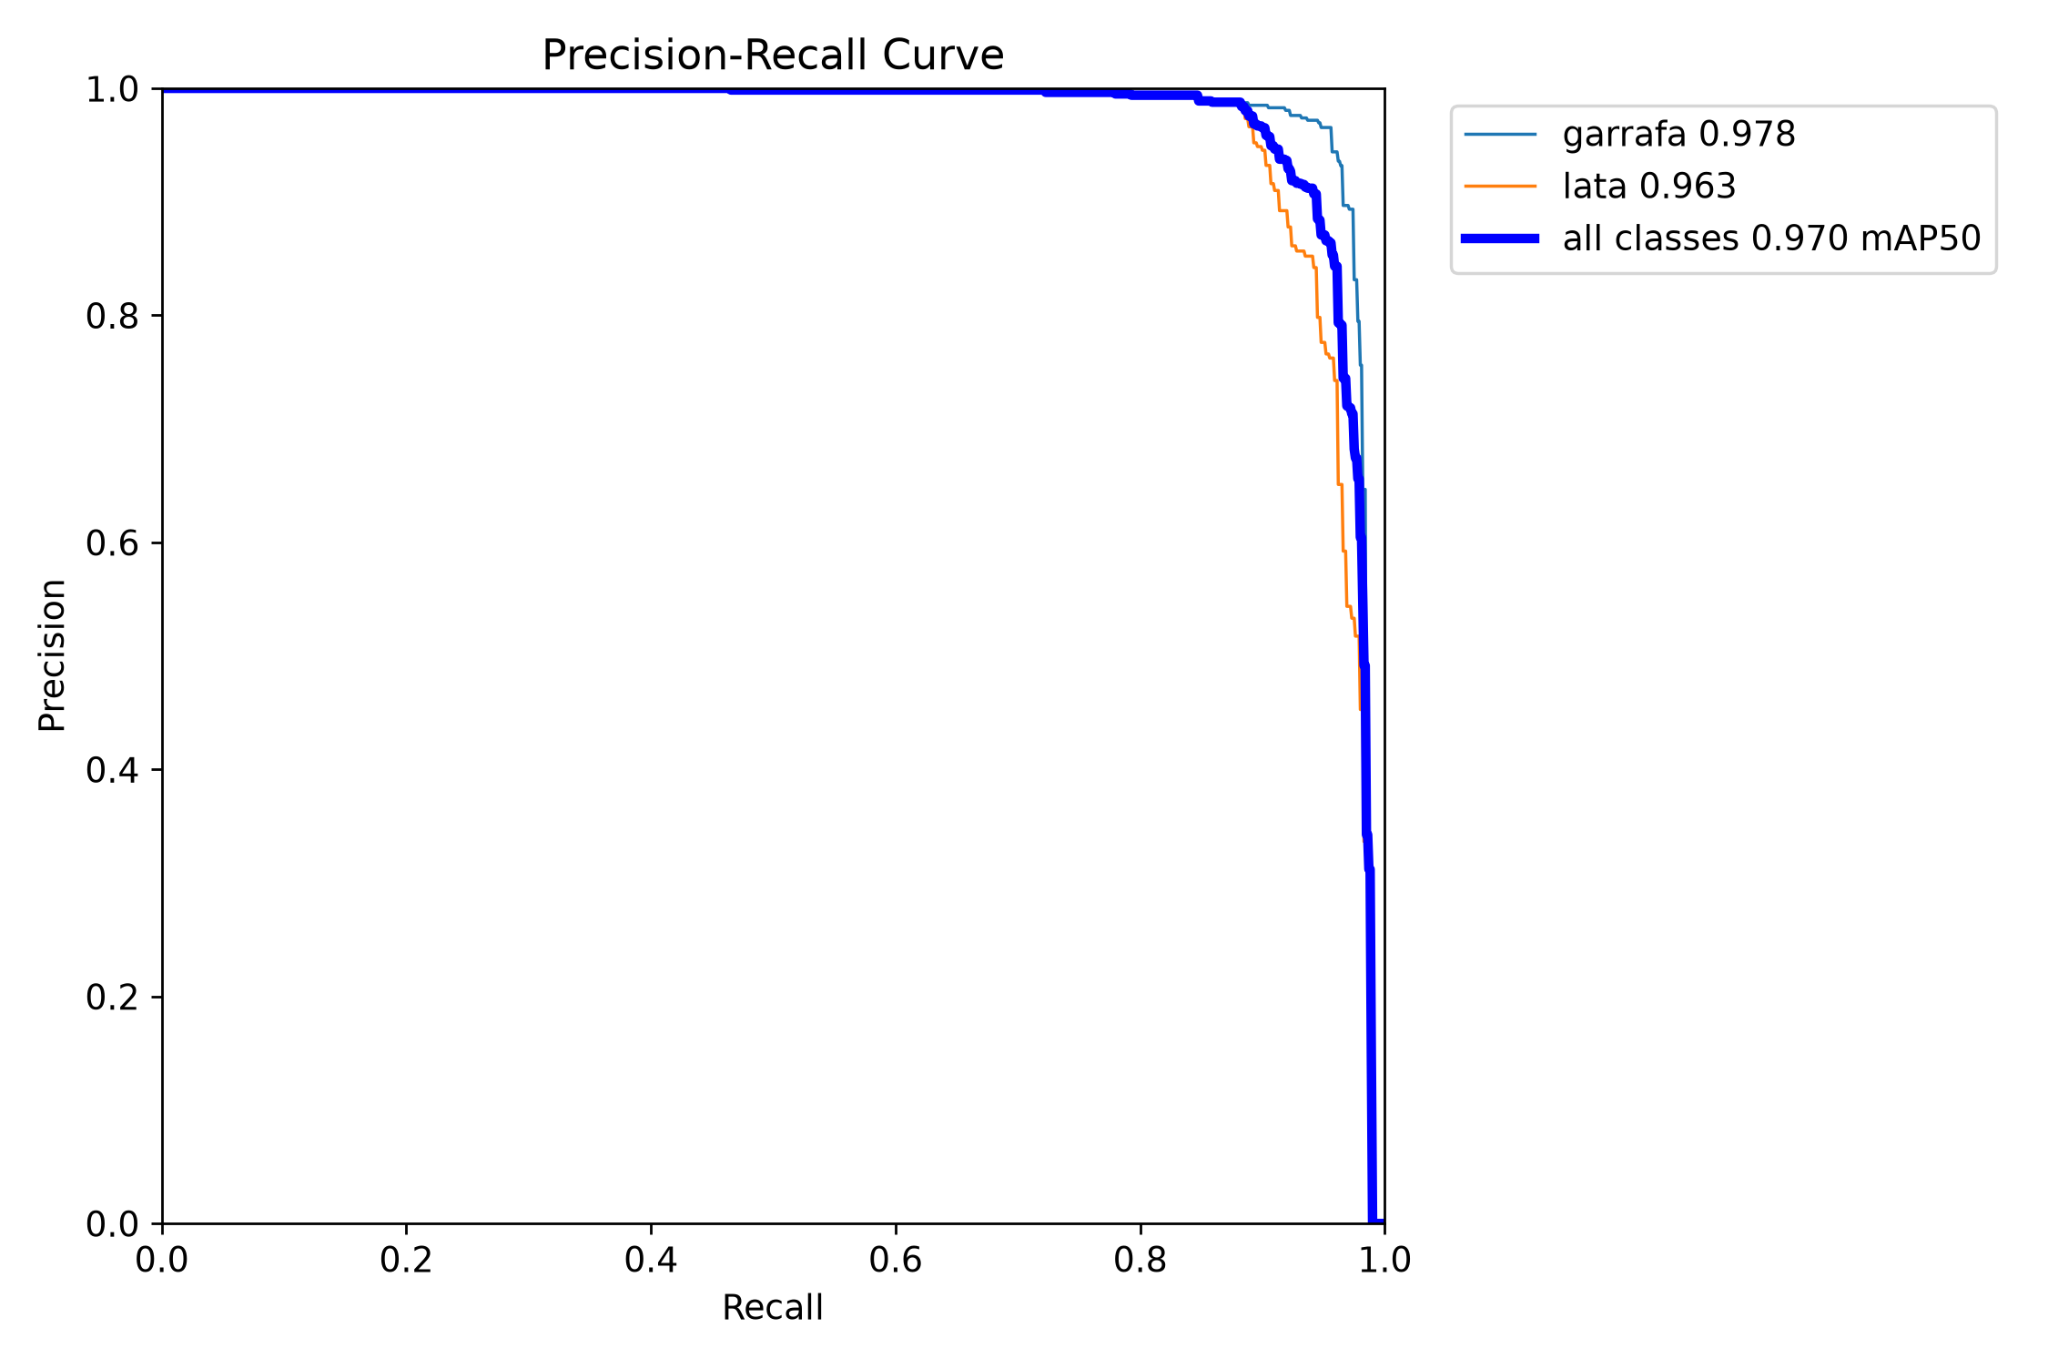 Precision-Recall Curve
1.0
0.8
0.6
0.4
0.2
0.0
Precision
0.0 0.2 0.4 0.6 0.8 1.0
Recall
garrafa 0.978
lata 0.963
all classes 0.970 mAP50